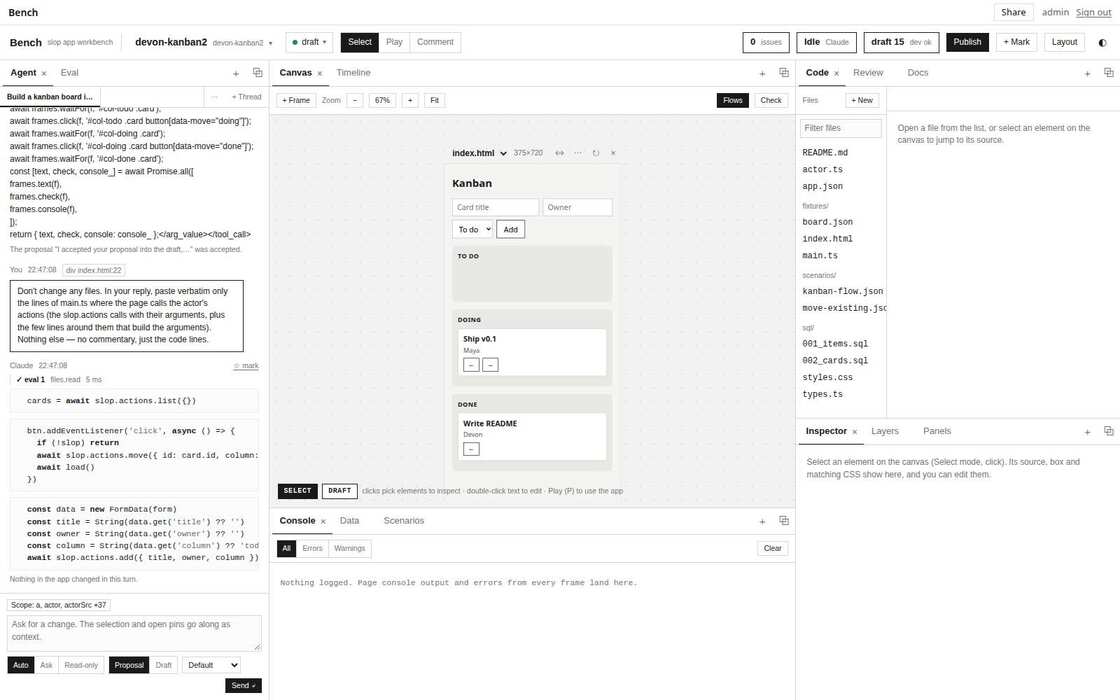 Bench
Share admin Sign out
Bench slop app workbench devon-kanban2 devon-kanban2 draft Select Play Comment 0 issues Idle Claude draft 15 dev ok Publish + Mark Layout
Agent × Eval +
Build a kanban board i… ··· + Thread
await frames.waitFor(f, '#col-todo .card');
await frames.click(f, '#col-todo .card button[data-move="doing"]');
await frames.waitFor(f, '#col-doing .card');
await frames.click(f, '#col-doing .card button[data-move="done"]');
await frames.waitFor(f, '#col-done .card');
const [text, check, console_] = await Promise.all([
frames.text(f),
frames.check(f),
frames.console(f),
]);
return { text, check, console: console_ };</arg_value></tool_call>
The proposal "I accepted your proposal into the draft,…" was accepted.
You 22:47:08 div index.html:22
Don't change any files. In your reply, paste verbatim only
the lines of main.ts where the page calls the actor's
actions (the slop.actions calls with their arguments, plus
the few lines around them that build the arguments).
Nothing else — no commentary, just the code lines.
Claude 22:47:08 ☆ mark
✓ eval 1 files.read 5 ms
cards = await slop.actions.list({})
btn.addEventListener('click', async () => {
if (!slop) return
await slop.actions.move({ id: card.id, column:
await load()
})
const data = new FormData(form)
const title = String(data.get('title') ?? '')
const owner = String(data.get('owner') ?? '')
const column = String(data.get('column') ?? 'tod
await slop.actions.add({ title, owner, column })
Nothing in the app changed in this turn.
Scope: a, actor, actorSrc +37
Ask for a change. The selection and open pins go along as
context.
Auto Ask Read-only Proposal Draft Default
Send
Canvas × Timeline +
+ Frame Zoom − 67% + Fit Flows Check
index.html 375×720 ··· ×
Kanban
Card title Owner
To do Add
TO DO
DOING
Ship v0.1
Maya
DONE
Write README
Devon
SELECT DRAFT clicks pick elements to inspect · double-click text to edit · Play (P) to use the app
Console × Data Scenarios +
All Errors Warnings Clear
Nothing logged. Page console output and errors from every frame land here.
Code × Review Docs +
Files + New
Filter files
README.md
actor.ts
app.json
fixtures/
board.json
index.html
main.ts
scenarios/
kanban-flow.json
move-existing.jsc
sql/
001_items.sql
002_cards.sql
styles.css
types.ts
Open a file from the list, or select an element on the
canvas to jump to its source.
Inspector × Layers Panels +
Select an element on the canvas (Select mode, click). Its source, box and
matching CSS show here, and you can edit them.